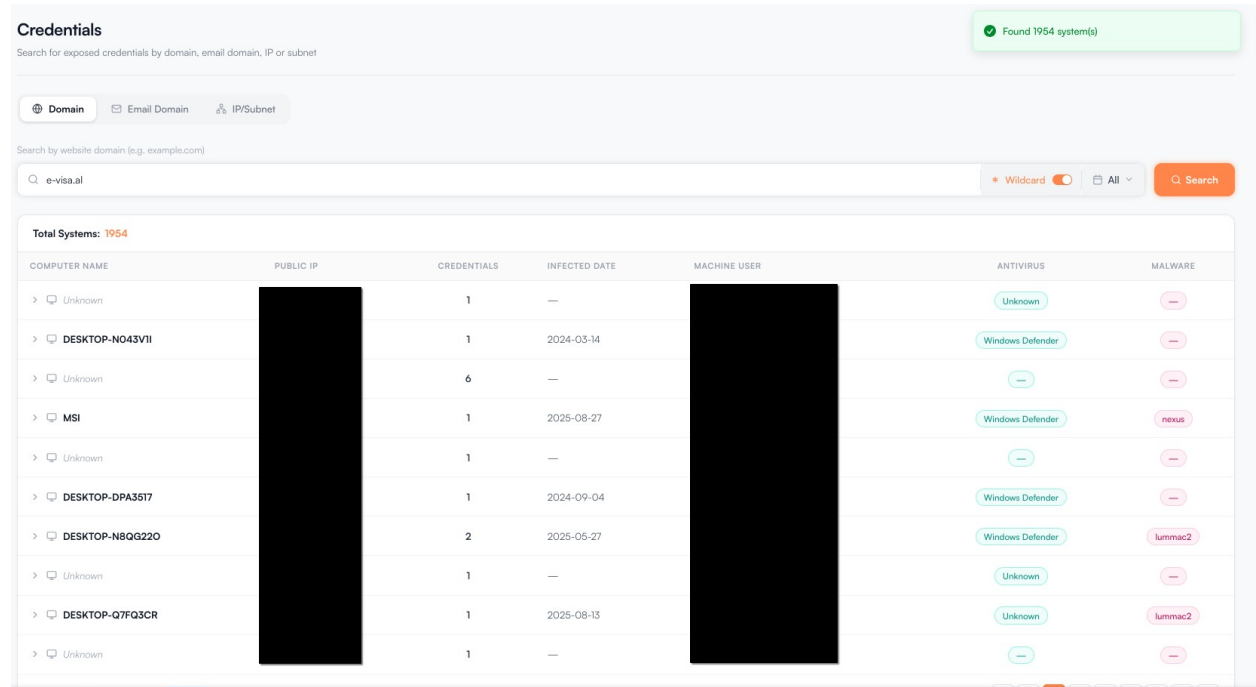 Credentials
Search for exposed credentials by domain, email domain, IP or subnet
Found 1954 system(s)
Domain Email Domain IP/Subnet
Search by website domain (e.g. example.com)
e-visa.al Wildcard All Search
Total Systems: 1954
COMPUTER NAME PUBLIC IP CREDENTIALS INFECTED DATE MACHINE USER ANTIVIRUS MALWARE
Unknown 1 — Unknown —
DESKTOP-N043V1I 1 2024-03-14 Windows Defender —
Unknown 6 — — —
MSI 1 2025-08-27 Windows Defender nexus
Unknown 1 — — —
DESKTOP-DPA3517 1 2024-09-04 Windows Defender —
DESKTOP-N8QG22O 2 2025-05-27 Windows Defender lummac2
Unknown 1 — Unknown —
DESKTOP-Q7FQ3CR 1 2025-08-13 Unknown lummac2
Unknown 1 — — —